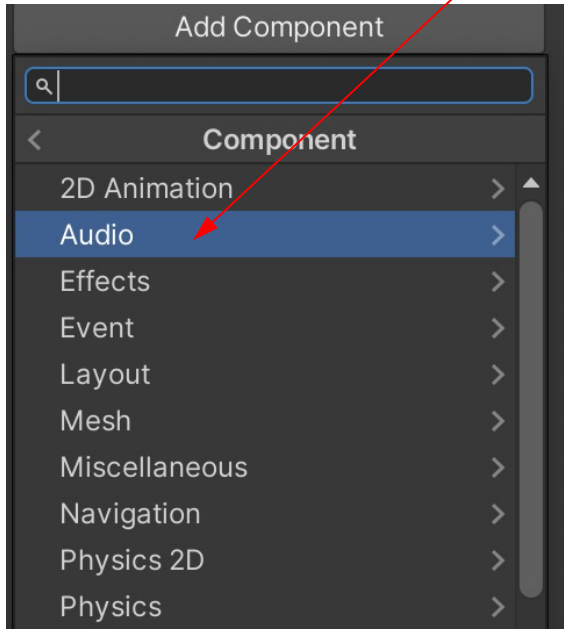 Add Component
Component
2D Animation
Audio
Effects
Event
Layout
Mesh
Miscellaneous
Navigation
Physics 2D
Physics